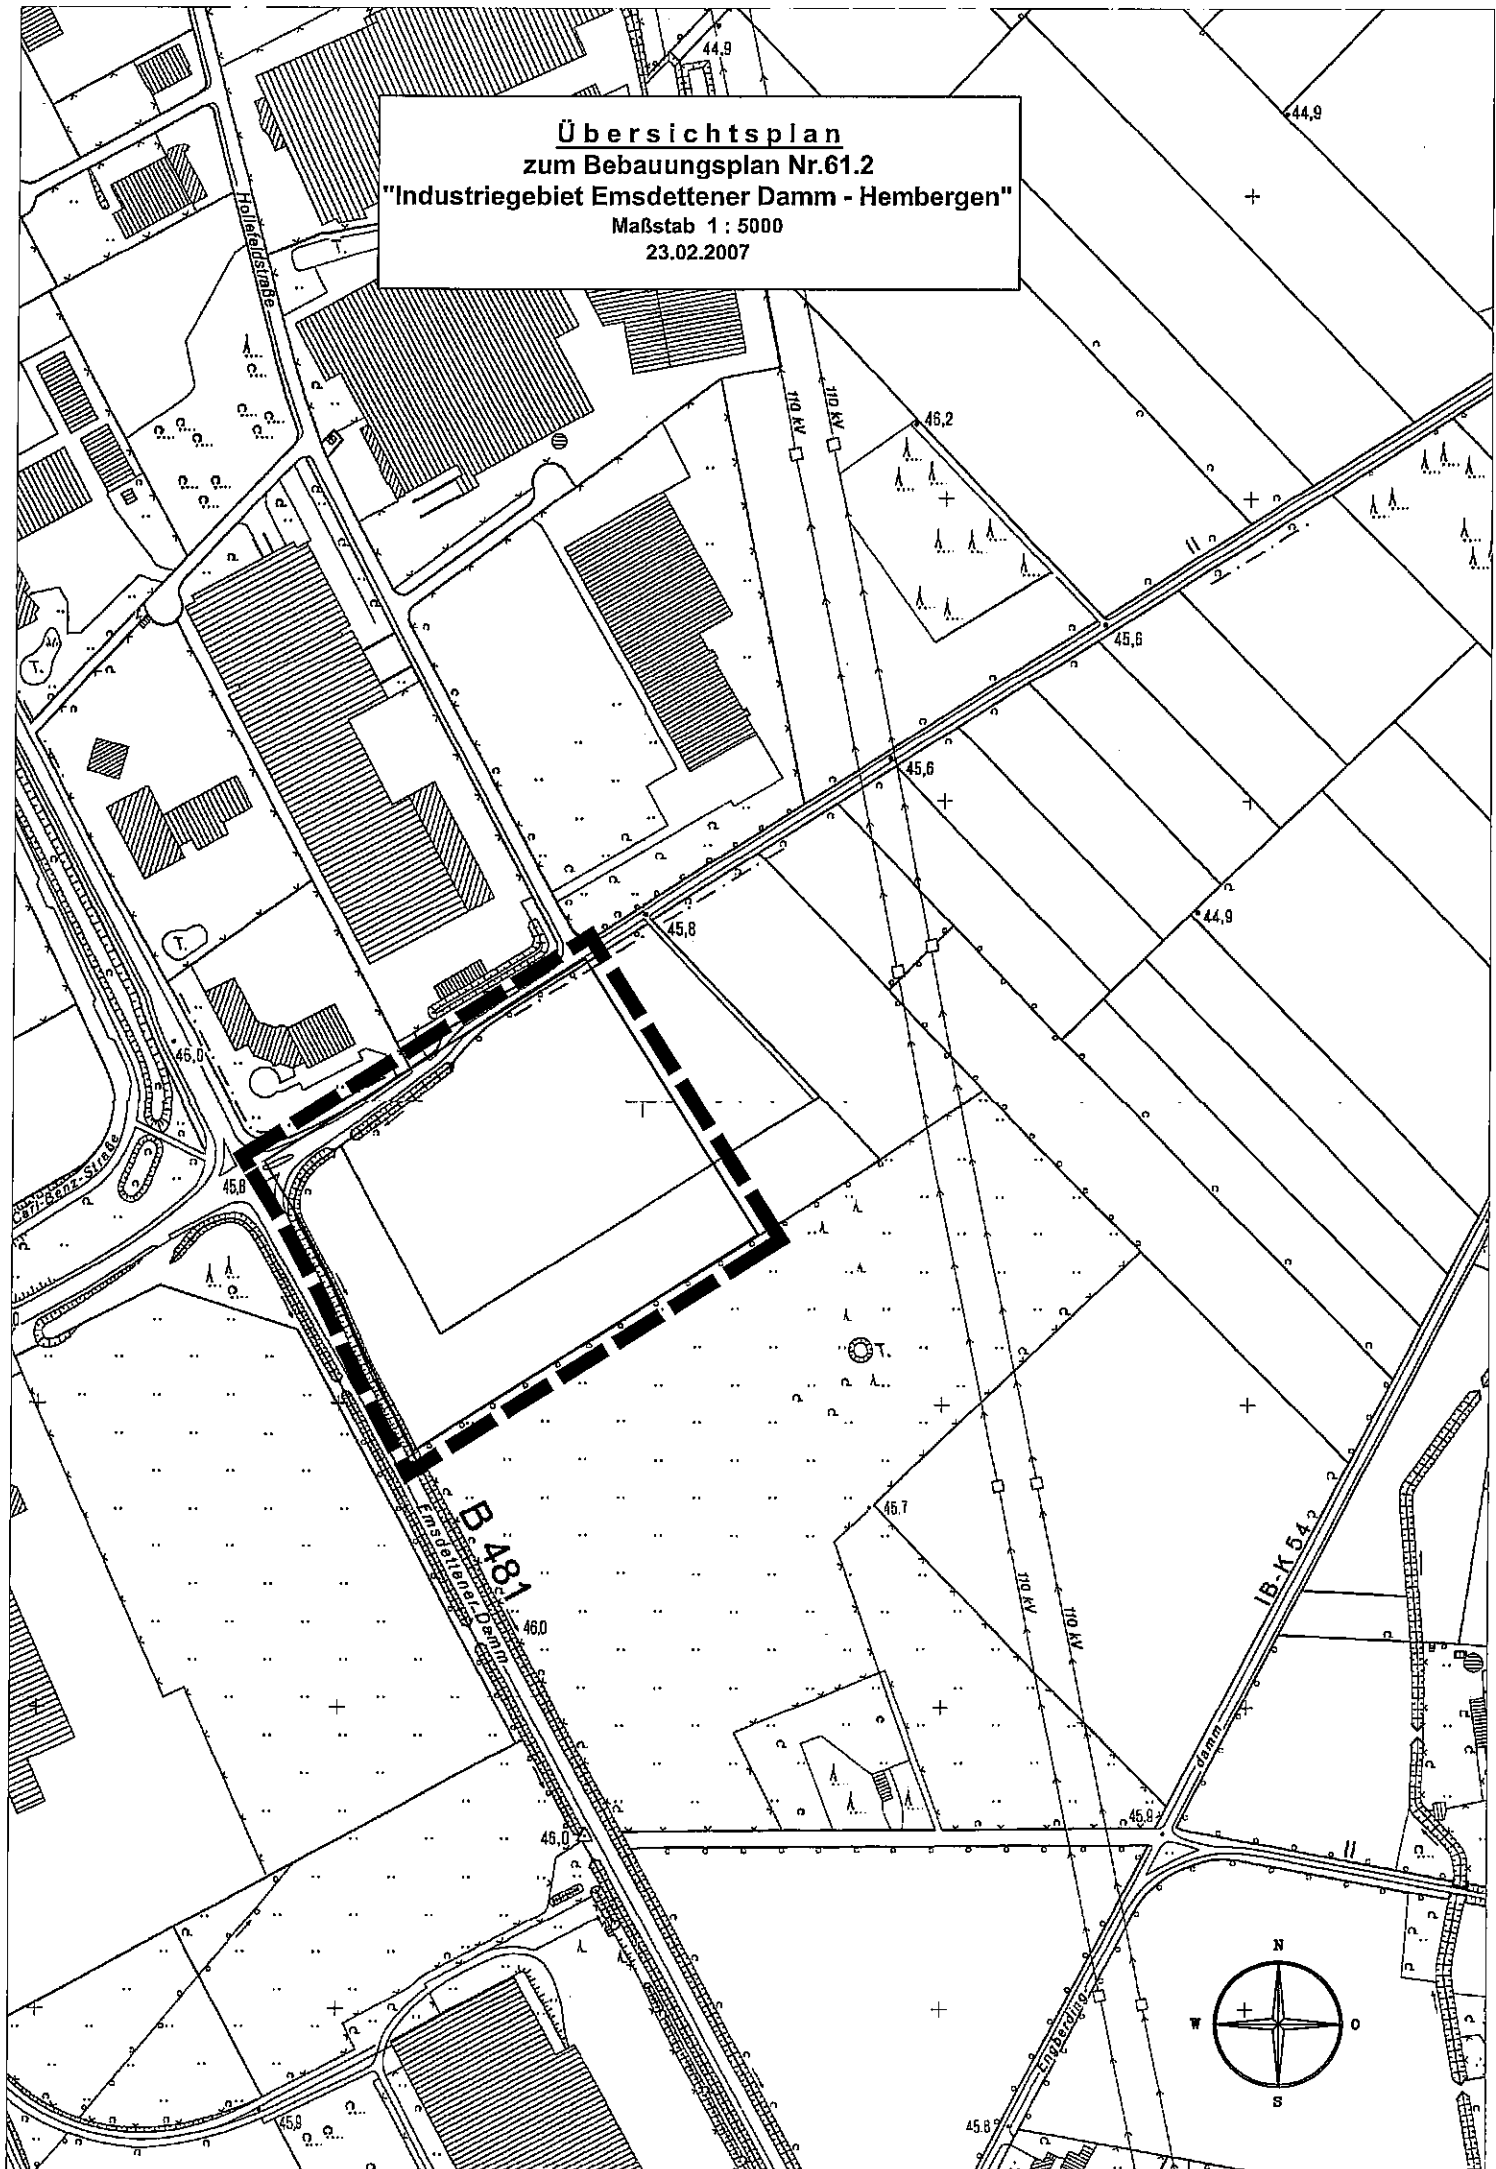 44,9
44,9
Übersichtsplan
zum Bebauungsplan Nr.61.2
"Industriegebiet Emsdettener Damm - Hembergen"
Maßstab 1 : 5000
23.02.2007
Hollefeldstraße
T.
110 kV
110 kV
46,2
II
45,6
T.
45,6
44,9
45,8
T.
46,0
Carl-Benz-Straße
45,8
T.
45,7
B 481
Emsdettener-Damm
46,0
110 kV
110 kV
IB-K 54
damm
46,0
45,9
II
N
W
O
S
Engberding-
45,9
45,8